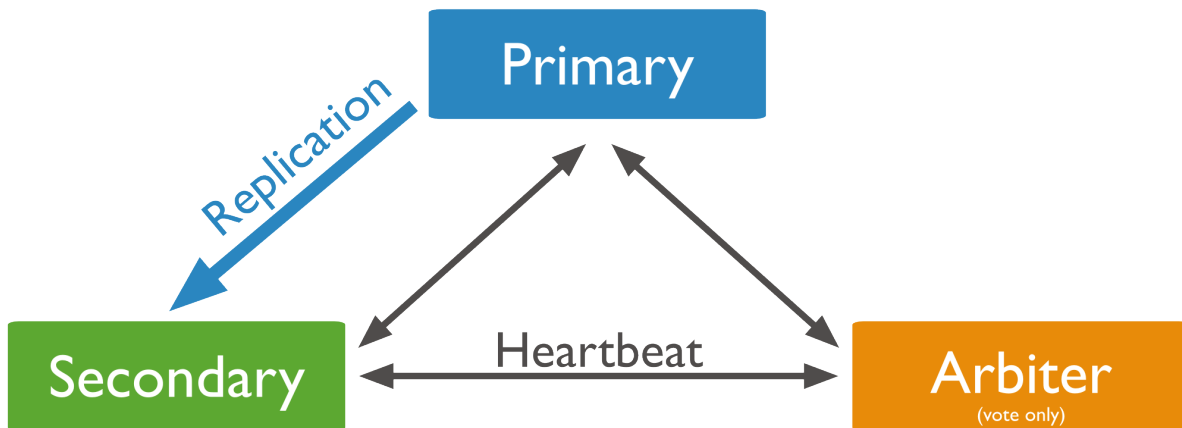 Primary
Replication
Heartbeat
Secondary
Arbiter
(vote only)